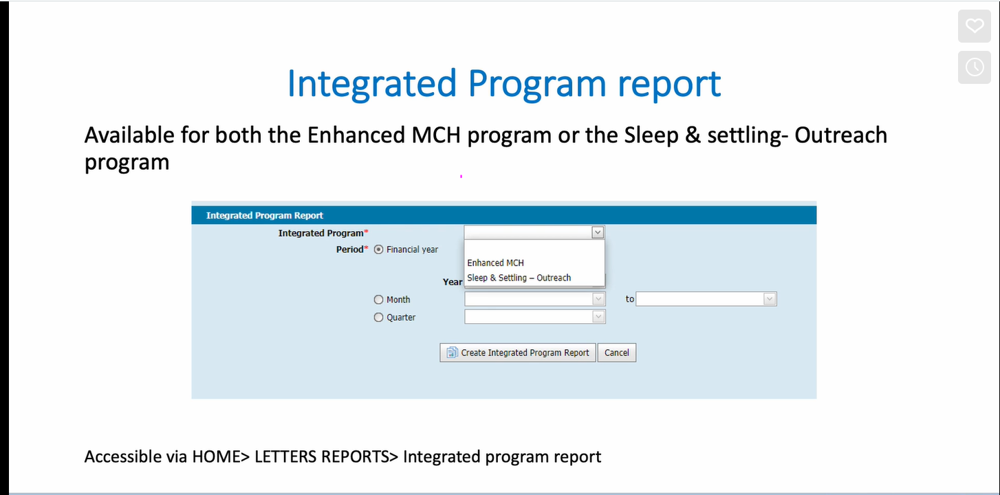 Integrated Program report
Available for both the Enhanced MCH program or the Sleep & settling- Outreach
program
Integrated Program Report
Integrated Program*
Period* Financial year
Enhanced MCH
Year Sleep & Settling – Outreach
Month to
Quarter
Create Integrated Program Report Cancel
Accessible via HOME> LETTERS REPORTS> Integrated program report